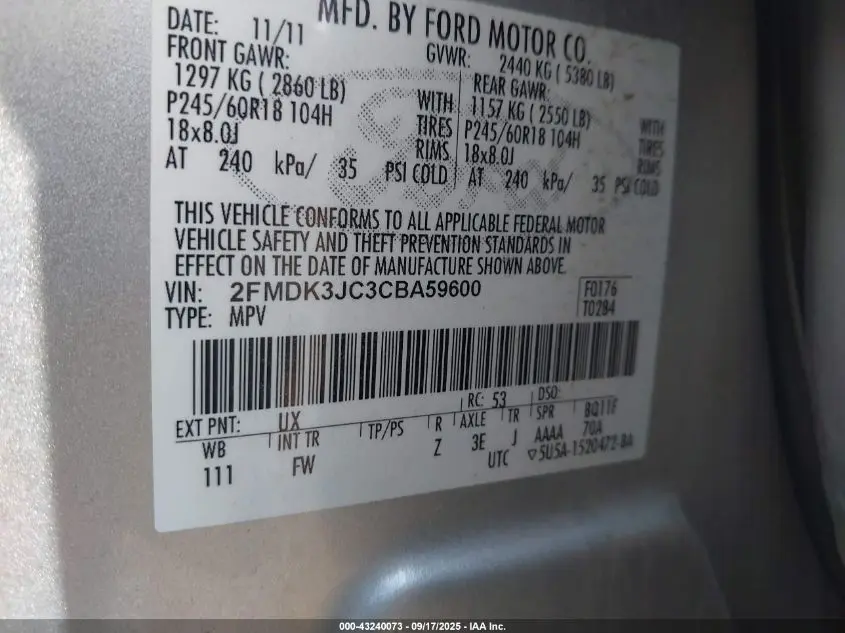 MFD. BY FORD MOTOR CO.
DATE: 11/11
GVWR: 2440 KG ( 5380 LB)
FRONT GAWR:
REAR GAWR:
1297 KG ( 2860 LB) WITH
1157 KG ( 2550 LB) WITH
P245/60R18 104H TIRES
P245/60R18 104H TIRES
18x8.0J RIMS
18x8.0J RIMS
AT 240 kPa/ 35 PSI COLD
AT 240 kPa/ 35 PSI COLD
THIS VEHICLE CONFORMS TO ALL APPLICABLE FEDERAL MOTOR
VEHICLE SAFETY AND THEFT PREVENTION STANDARDS IN
EFFECT ON THE DATE OF MANUFACTURE SHOWN ABOVE.
VIN: 2FMDK3JC3CBA59600
F0176
TYPE: MPV
T0284
EXT PNT: UX RC: 53 DSO:
WB INT TR TP/PS R AXLE TR SPR BQ11F
111 FW Z 3E J AAAA 70A
UTC ▽5U5A-1520472-BA
000-43240073 - 09/17/2025 - IAA Inc.